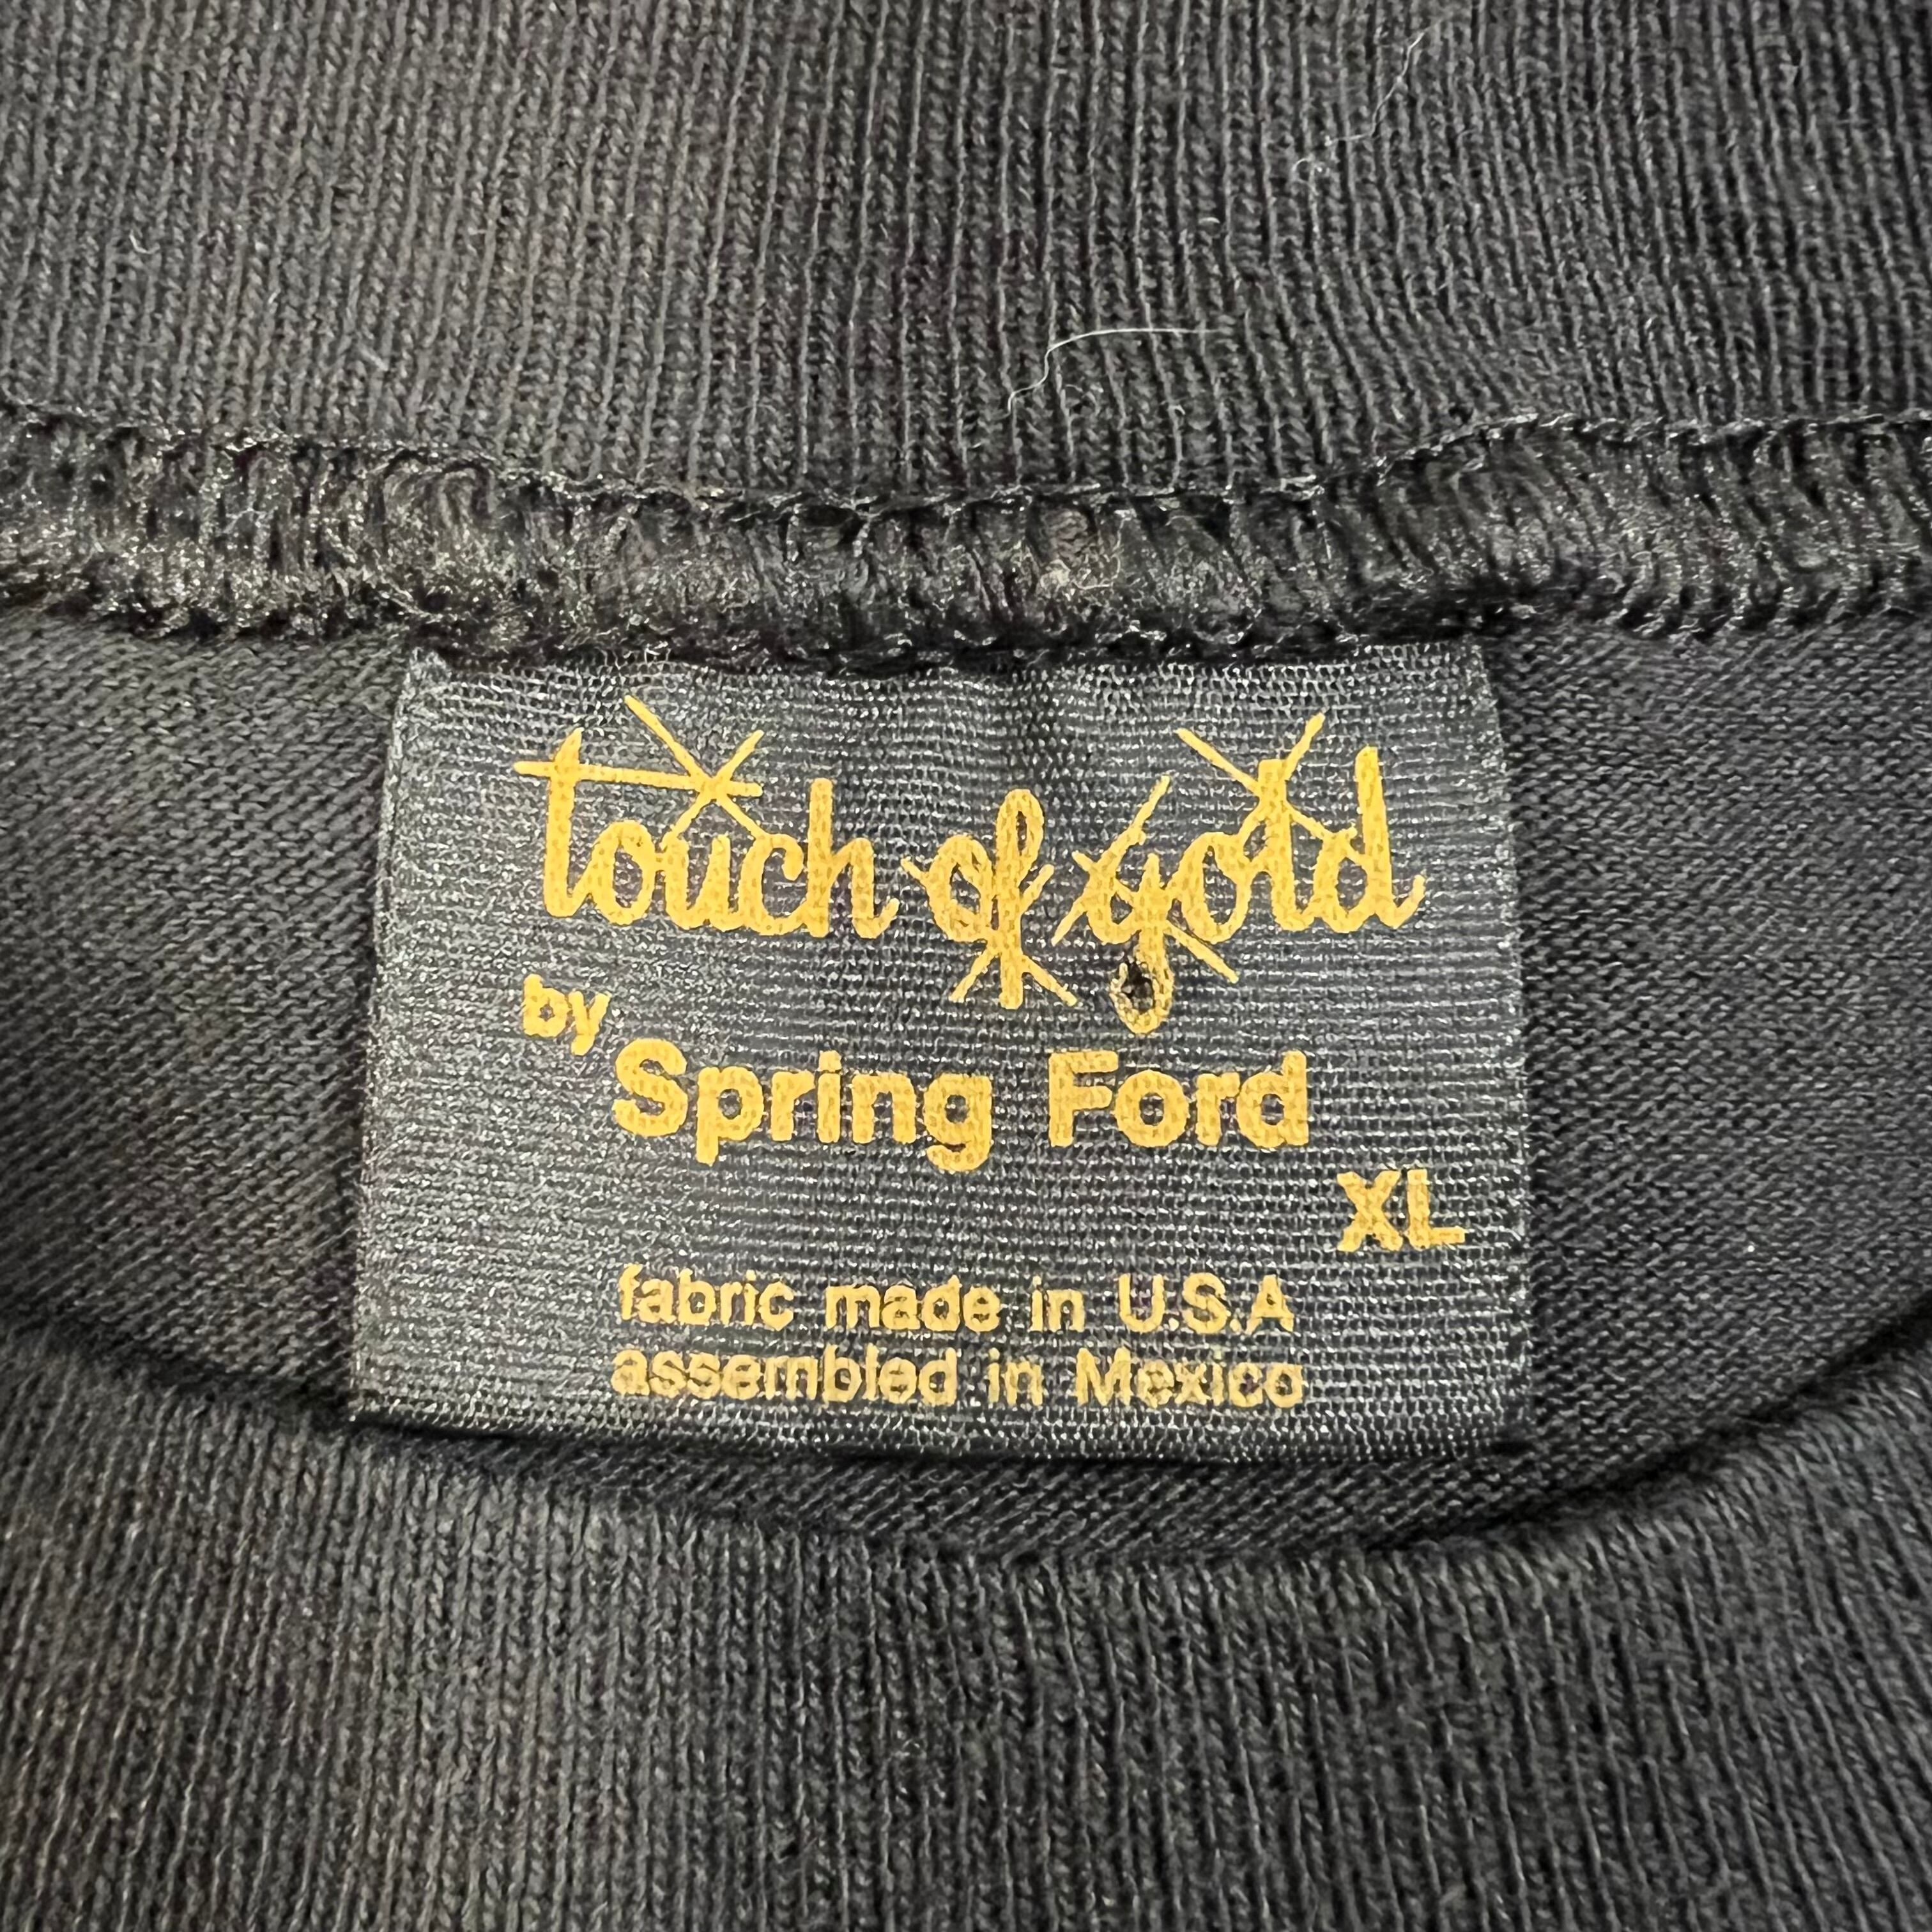 touch of gold
by
Spring Ford
XL
fabric made in U.S.A
assembled in Mexico